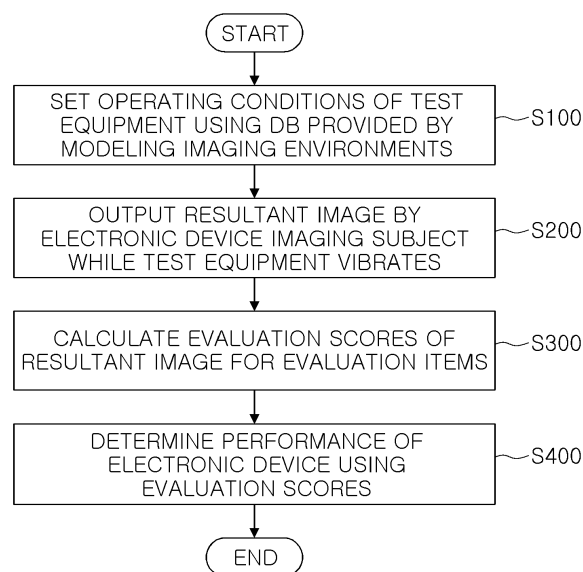 START
SET OPERATING CONDITIONS OF TEST
EQUIPMENT USING DB PROVIDED BY
MODELING IMAGING ENVIRONMENTS
S100
OUTPUT RESULTANT IMAGE BY
ELECTRONIC DEVICE IMAGING SUBJECT
WHILE TEST EQUIPMENT VIBRATES
S200
CALCULATE EVALUATION SCORES OF
RESULTANT IMAGE FOR EVALUATION ITEMS
S300
DETERMINE PERFORMANCE OF
ELECTRONIC DEVICE USING
EVALUATION SCORES
S400
END